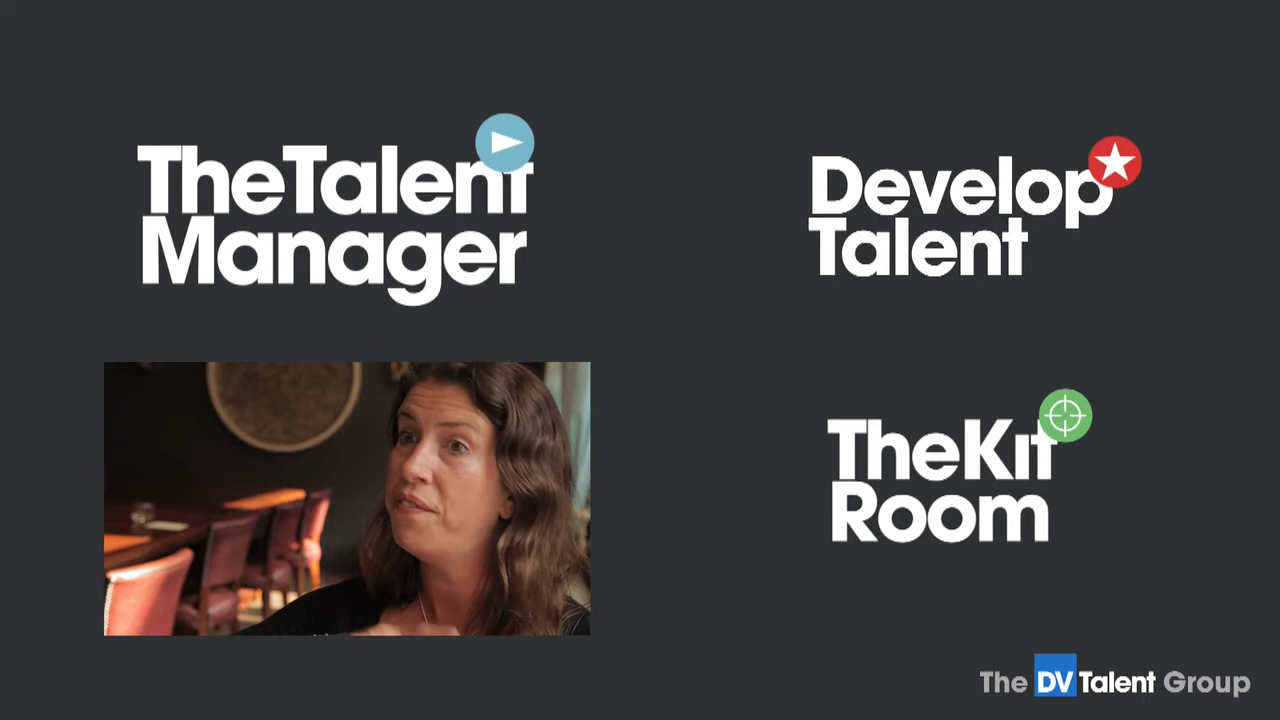 TheTalent
Manager
Develop
Talent
TheKit
Room
The DV Talent Group